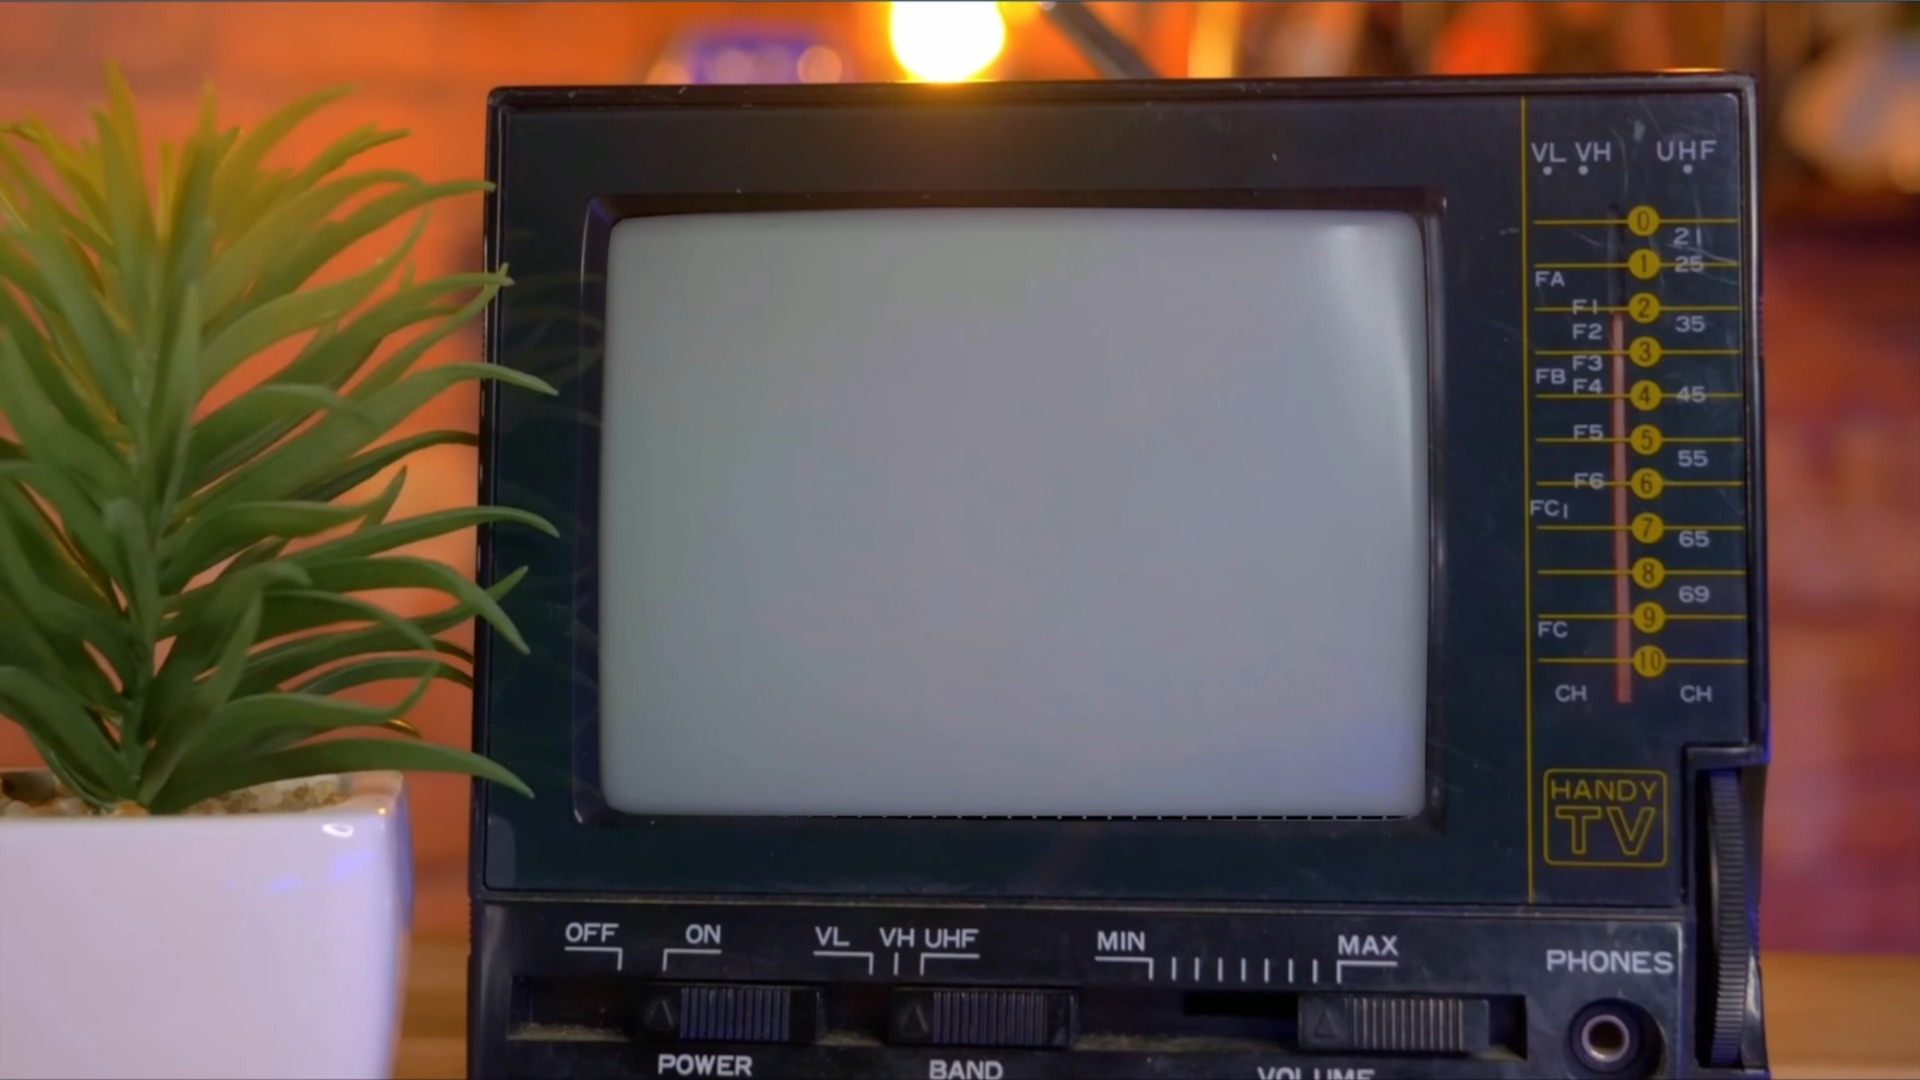 VL VH UHF
0
21
1 25
FA
F1 2
F2 35
F3 3
FB F4
4 45
F5 5
55
F6 6
FC1
7 65
8
69
9
FC
10
CH CH
HANDY
TV
OFF ON VL VH UHF MIN MAX
PHONES
POWER BAND VOLUME